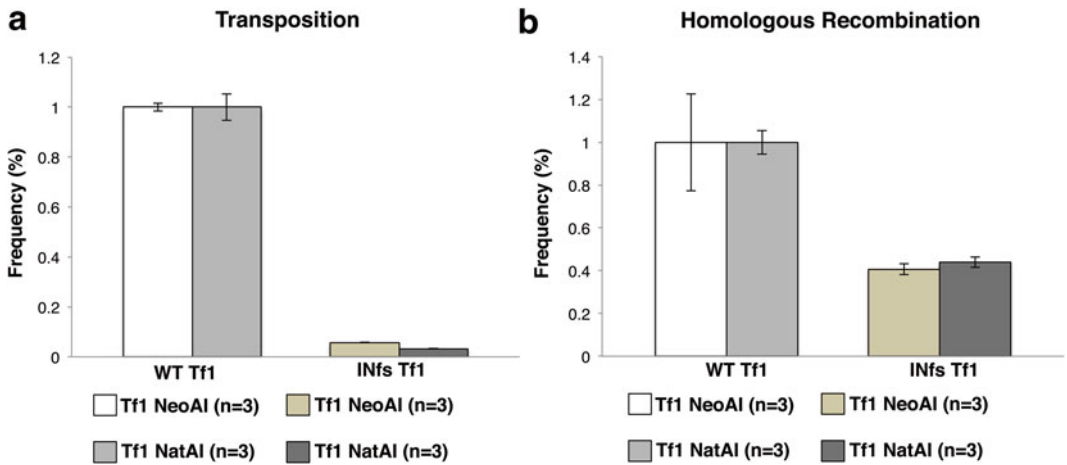 a
Transposition
Frequency (%)
1.2
1
0.8
0.6
0.4
0.2
0
WT Tf1
INfs Tf1
Tf1 NeoAI (n=3)
Tf1 NeoAI (n=3)
Tf1 NatAI (n=3)
Tf1 NatAI (n=3)
b
Homologous Recombination
Frequency (%)
1.4
1.2
1
0.8
0.6
0.4
0.2
0
WT Tf1
INfs Tf1
Tf1 NeoAI (n=3)
Tf1 NeoAI (n=3)
Tf1 NatAI (n=3)
Tf1 NatAI (n=3)